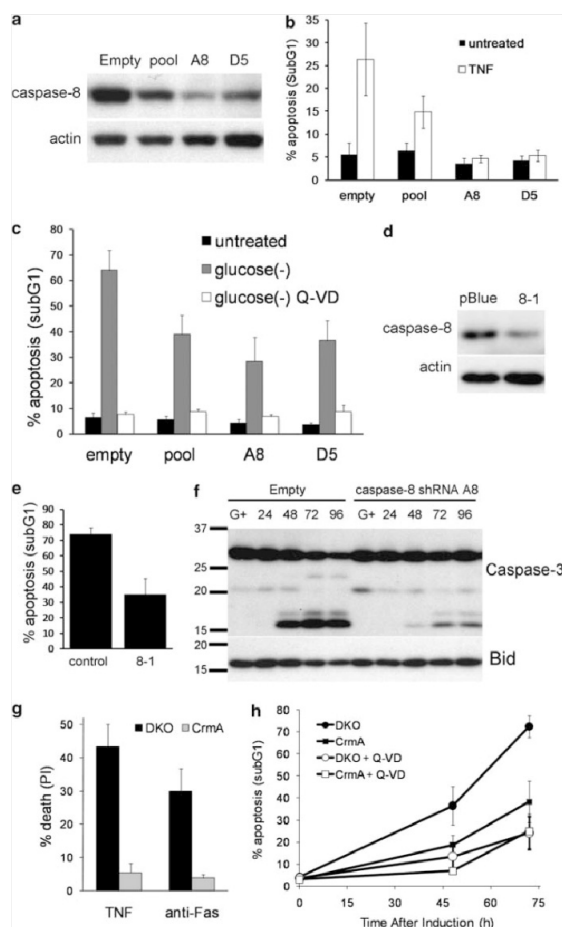 a
Empty pool A8 D5
caspase-8
actin
b
untreated
TNF
% apoptosis (SubG1)
35
30
25
20
15
10
5
0
empty pool A8 D5
c
untreated
glucose(-)
glucose(-) Q-VD
% apoptosis (subG1)
80
70
60
50
40
30
20
10
0
empty pool A8 D5
d
pBlue 8-1
caspase-8
actin
e
% apoptosis (subG1)
90
80
70
60
50
40
30
20
10
0
control 8-1
f
Empty caspase-8 shRNA A8
G+ 24 48 72 96 G+ 24 48 72 96
37
25
20
15
Caspase-3
20
15
Bid
g
DKO CrmA
% death (PI)
50
40
30
20
10
0
TNF anti-Fas
h
DKO
CrmA
DKO + Q-VD
CrmA + Q-VD
% apoptosis (subG1)
80
70
60
50
40
30
20
10
0
0 15 30 45 60 75
Time After Induction (h)